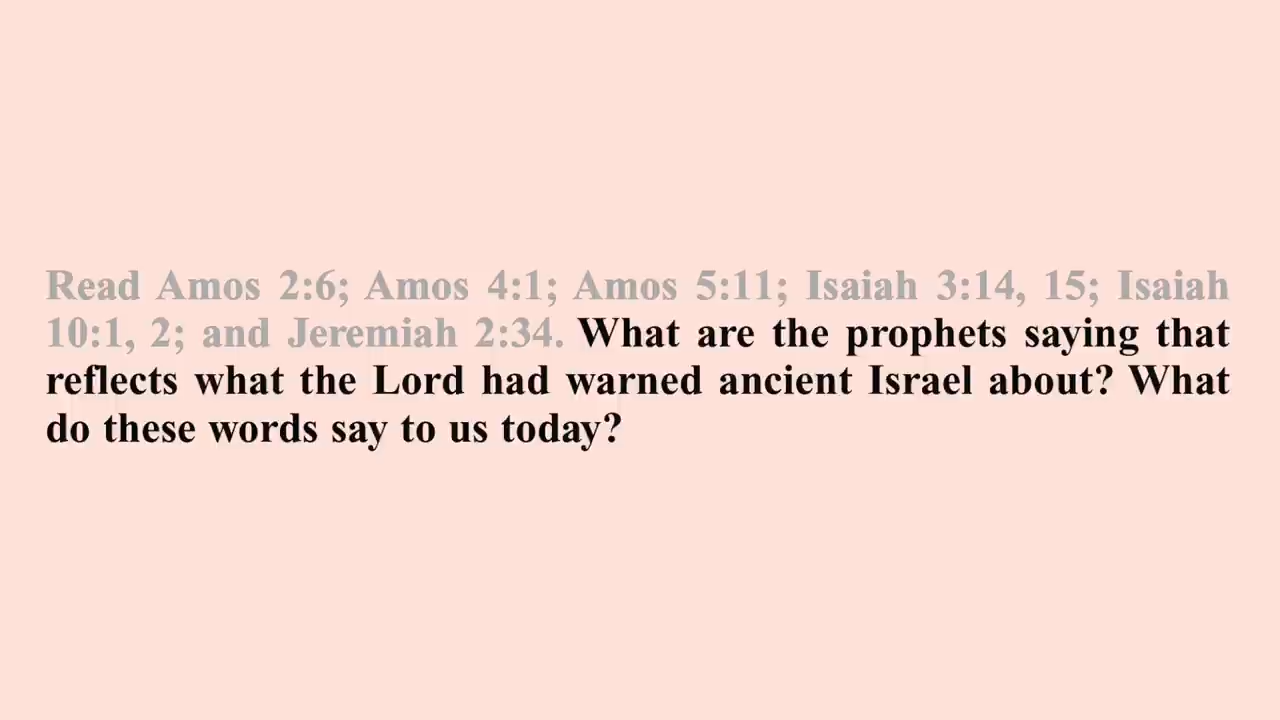 Read Amos 2:6; Amos 4:1; Amos 5:11; Isaiah 3:14, 15; Isaiah
10:1, 2; and Jeremiah 2:34. What are the prophets saying that
reflects what the Lord had warned ancient Israel about? What
do these words say to us today?